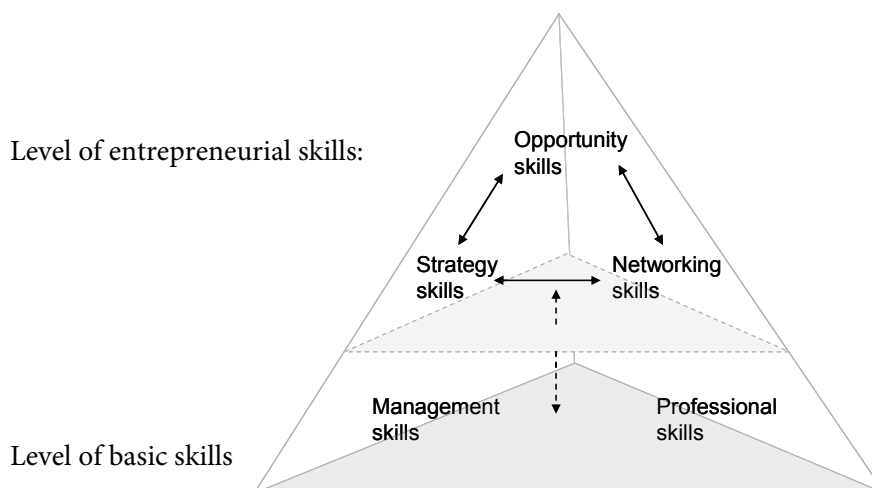 Opportunity
skills
Level of entrepreneurial skills:
Strategy
skills
Networking
skills
Management
skills
Professional
skills
Level of basic skills